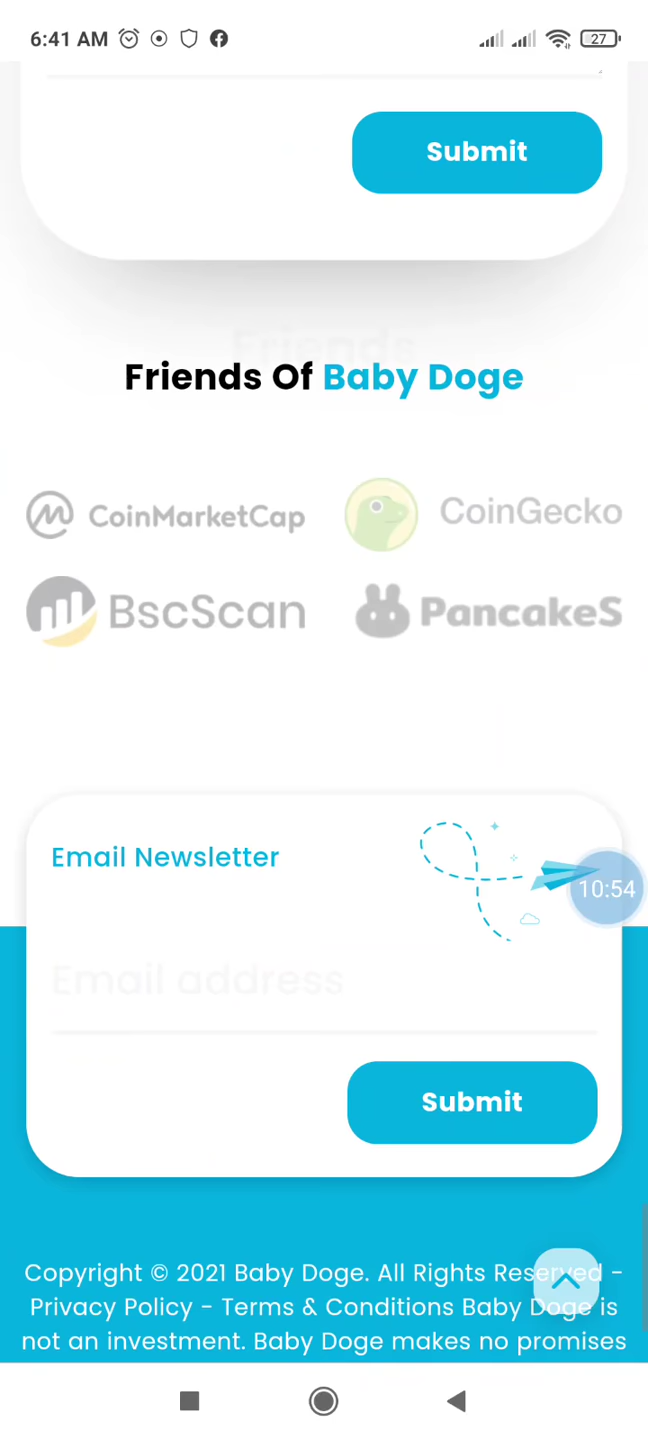 6:41 AM
27
Submit
Friends
Friends Of Baby Doge
CoinMarketCap
CoinGecko
BscScan
PancakeS
Email Newsletter
10:54
Email address
Submit
Copyright © 2021 Baby Doge. All Rights Reserved -
Privacy Policy - Terms & Conditions Baby Doge is
not an investment. Baby Doge makes no promises